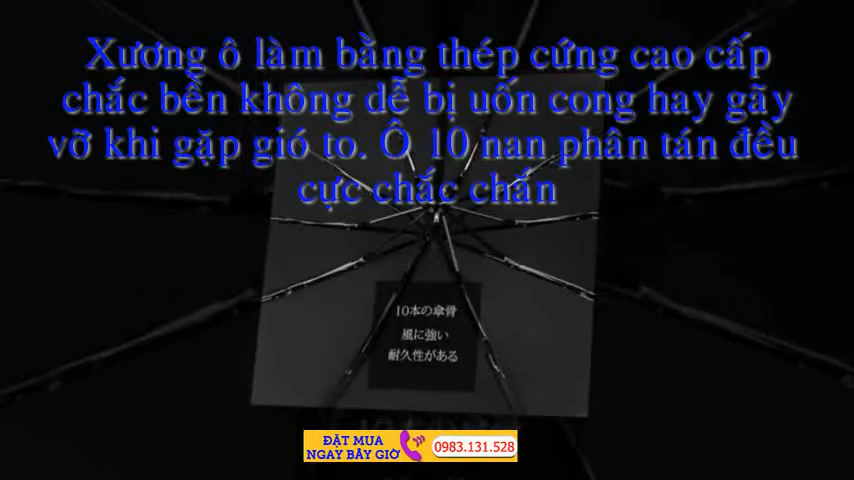 Xương ô làm bằng thép cứng cao cấp
chắc bền không dễ bị uốn cong hay gãy
vỡ khi gặp gió to. Ô 10 nan phân tán đều
cực chắc chắn
10本の傘骨
風に強い
耐久性がある
ĐẶT MUA
NGAY BÂY GIỜ
0983.131.528